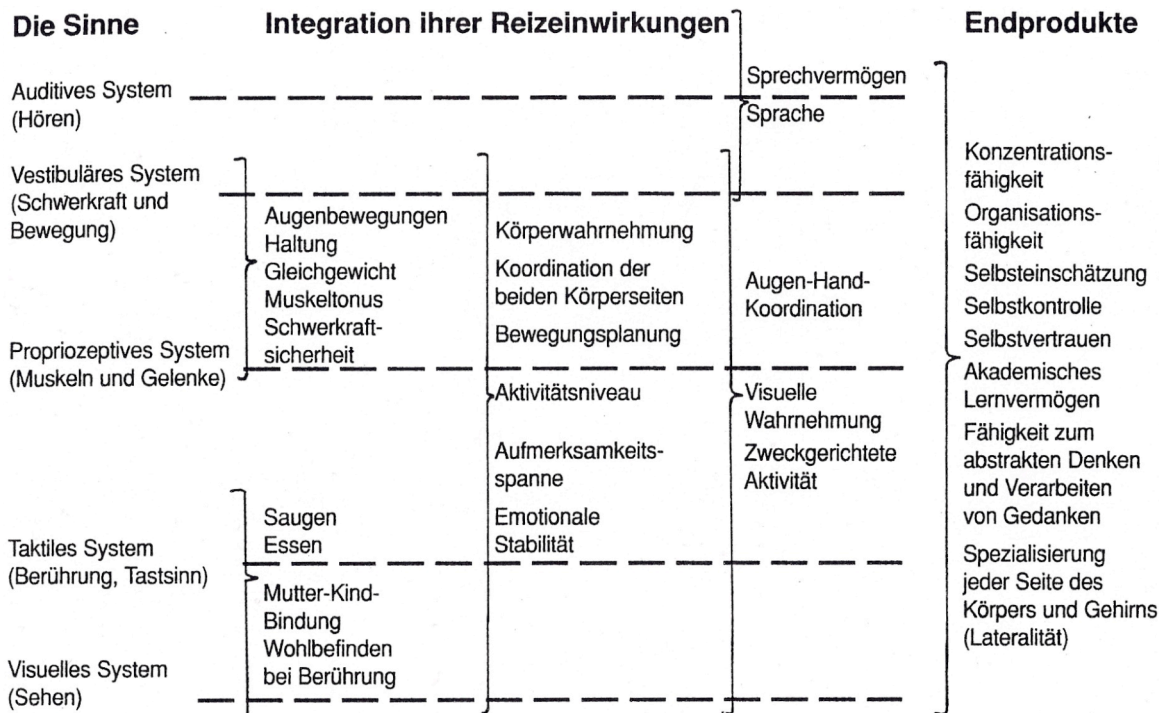 Die Sinne
Integration ihrer Reizeinwirkungen
Endprodukte
Auditives System
(Hören)
Vestibuläres System
(Schwerkraft und
Bewegung)
Propriozeptives System
(Muskeln und Gelenke)
Taktiles System
(Berührung, Tastsinn)
Visuelles System
(Sehen)
Augenbewegungen
Haltung
Gleichgewicht
Muskeltonus
Schwerkraft-
sicherheit
Saugen
Essen
Mutter-Kind-
Bindung
Wohlbefinden
bei Berührung
Körperwahrnehmung
Koordination der
beiden Körperseiten
Bewegungsplanung
Aktivitätsniveau
Aufmerksamkeits-
spanne
Emotionale
Stabilität
Sprechvermögen
Sprache
Augen-Hand-
Koordination
Visuelle
Wahrnehmung
Zweckgerichtete
Aktivität
Konzentrations-
fähigkeit
Organisations-
fähigkeit
Selbsteinschätzung
Selbstkontrolle
Selbstvertrauen
Akademisches
Lernvermögen
Fähigkeit zum
abstrakten Denken
und Verarbeiten
von Gedanken
Spezialisierung
jeder Seite des
Körpers und Gehirns
(Lateralität)